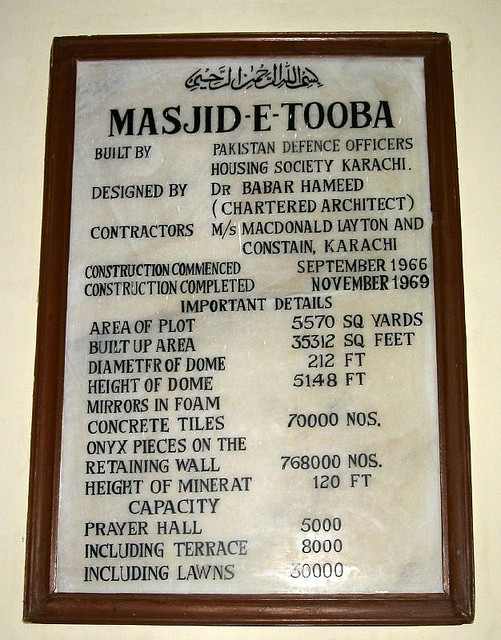 بسم الله الرحمن الرحيم
MASJID-E-TOOBA
BUILT BY PAKISTAN DEFENCE OFFICERS
HOUSING SOCIETY KARACHI.
DESIGNED BY DR BABAR HAMEED
(CHARTERED ARCHITECT)
CONTRACTORS M/s MACDONALD LAYTON AND
CONSTAIN, KARACHI
CONSTRUCTION COMMENCED SEPTEMBER 1966
CONSTRUCTION COMPLETED NOVEMBER 1969
IMPORTANT DETAILS
AREA OF PLOT 5570 SQ YARDS
BUILT UP AREA 35312 SQ FEET
DIAMETER OF DOME 212 FT
HEIGHT OF DOME 5148 FT
MIRRORS IN FOAM
CONCRETE TILES 70000 NOS.
ONYX PIECES ON THE
RETAINING WALL 768000 NOS.
HEIGHT OF MINERAT 120 FT
CAPACITY
PRAYER HALL 5000
INCLUDING TERRACE 8000
INCLUDING LAWNS 30000